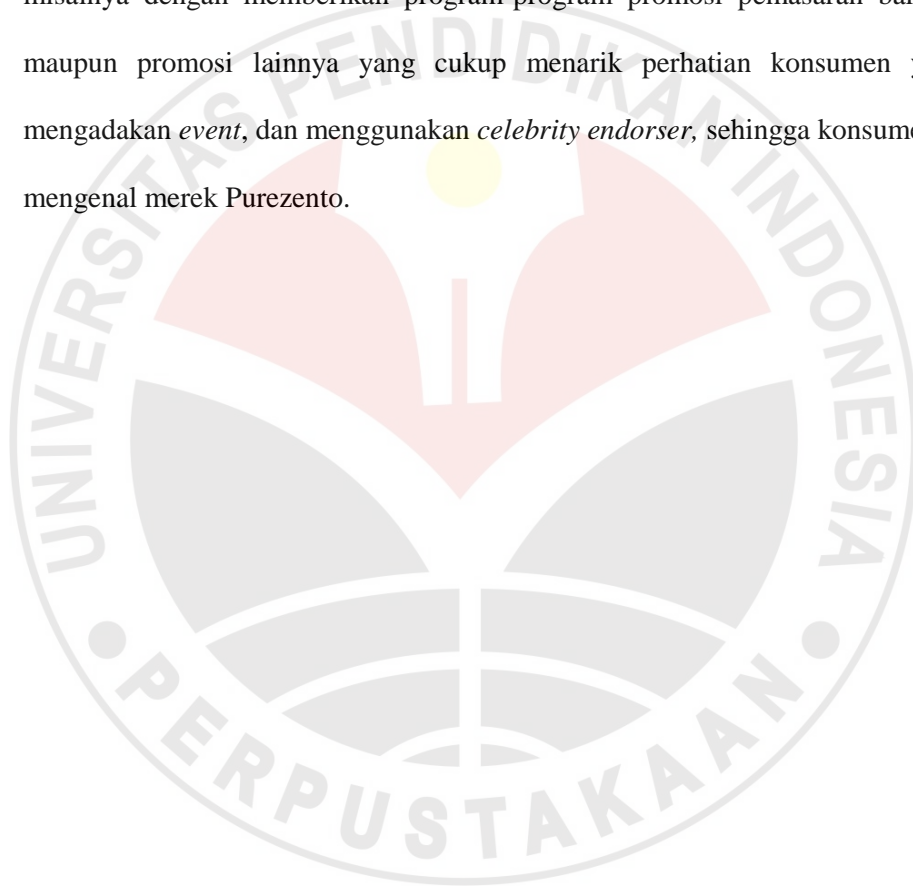 misalnya dengan memberikan program-program promosi pemasaran
maupun promosi lainnya yang cukup menarik perhatian konsumen
mengadakan event, dan menggunakan celebrity endorser, sehingga
mengenal merek Purezento.
UNIVERSITAS PENDIDIKAN INDONESIA
• PERPUSTAKAAN •